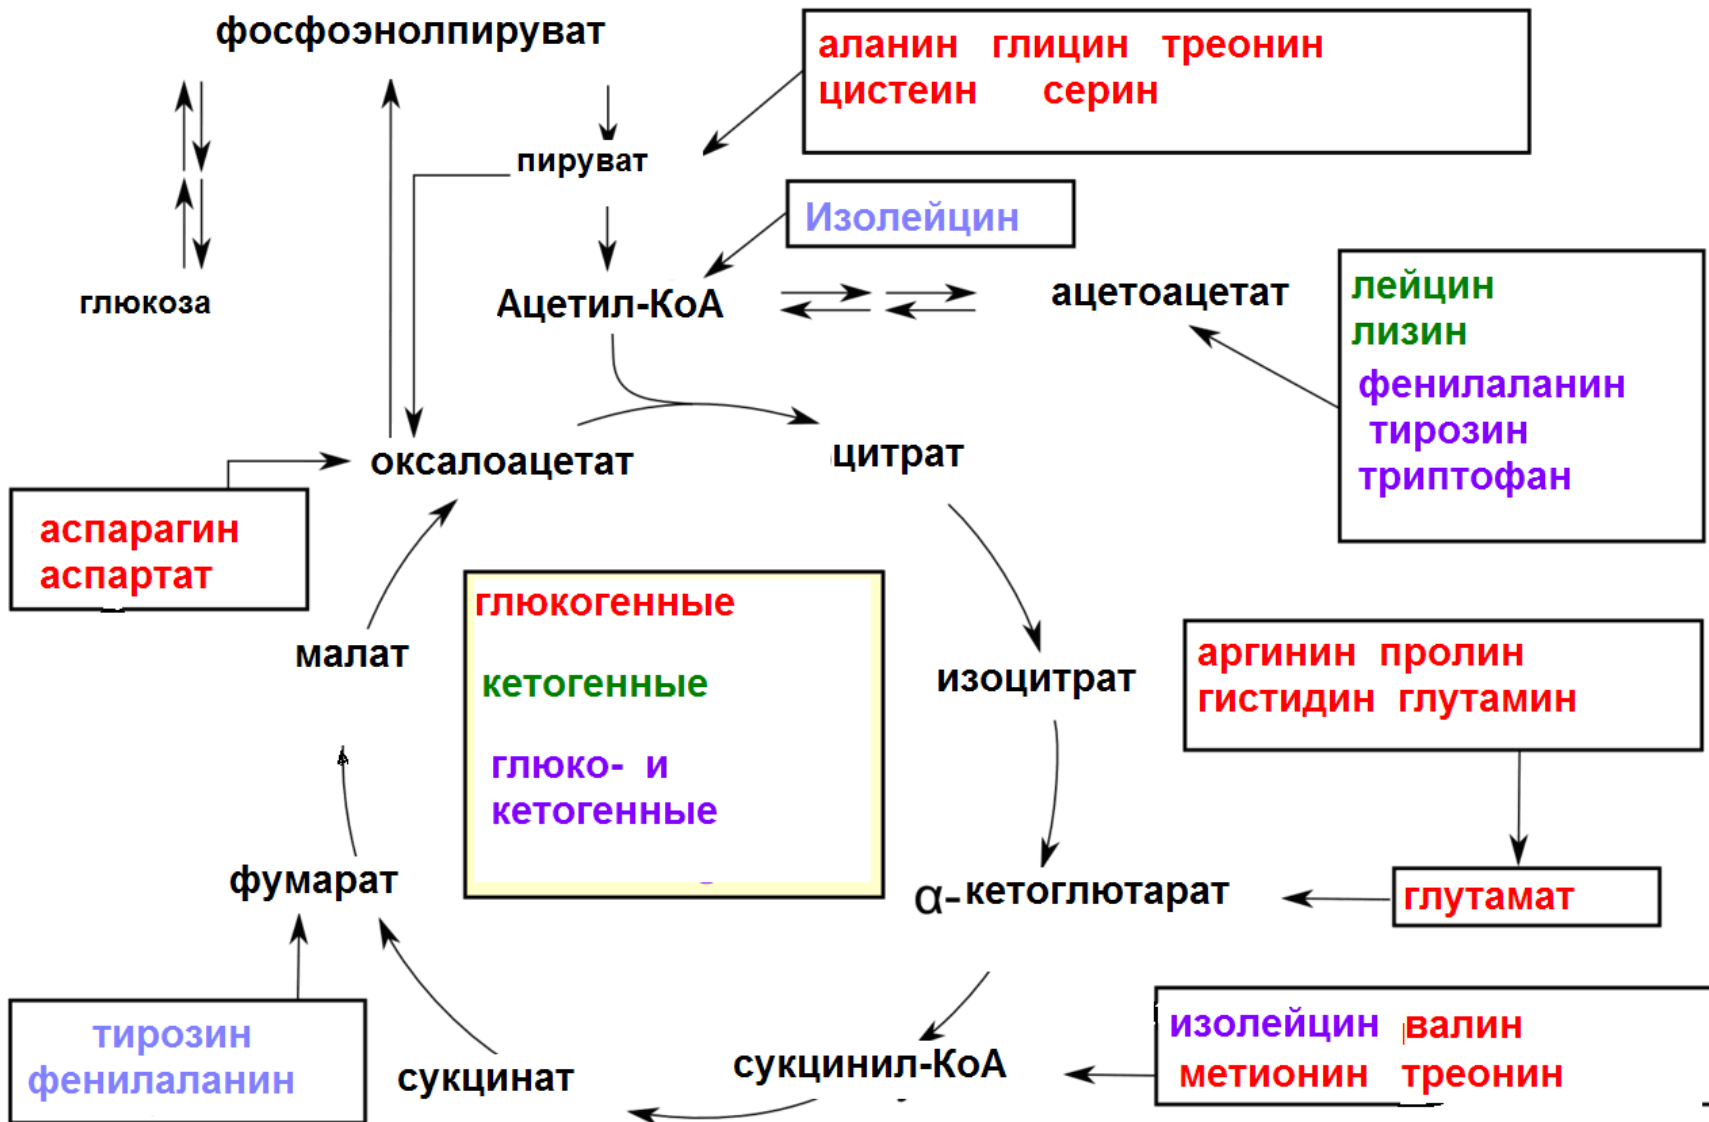 фосфоэнолпируват
аланин глицин треонин
цистеин серин
пируват
Изолейцин
глюкоза
Ацетил-КоА
ацетоацетат
лейцин
лизин
фенилаланин
тирозин
триптофан
оксалоацетат
цитрат
аспарагин
аспартат
глюкогенные
кетогенные
глюко- и
кетогенные
малат
изоцитрат
аргинин пролин
гистидин глутамин
фумарат
α-кетоглютарат
глутамат
тирозин
фенилаланин
сукцинат
сукцинил-КоА
изолейцин валин
метионин треонин